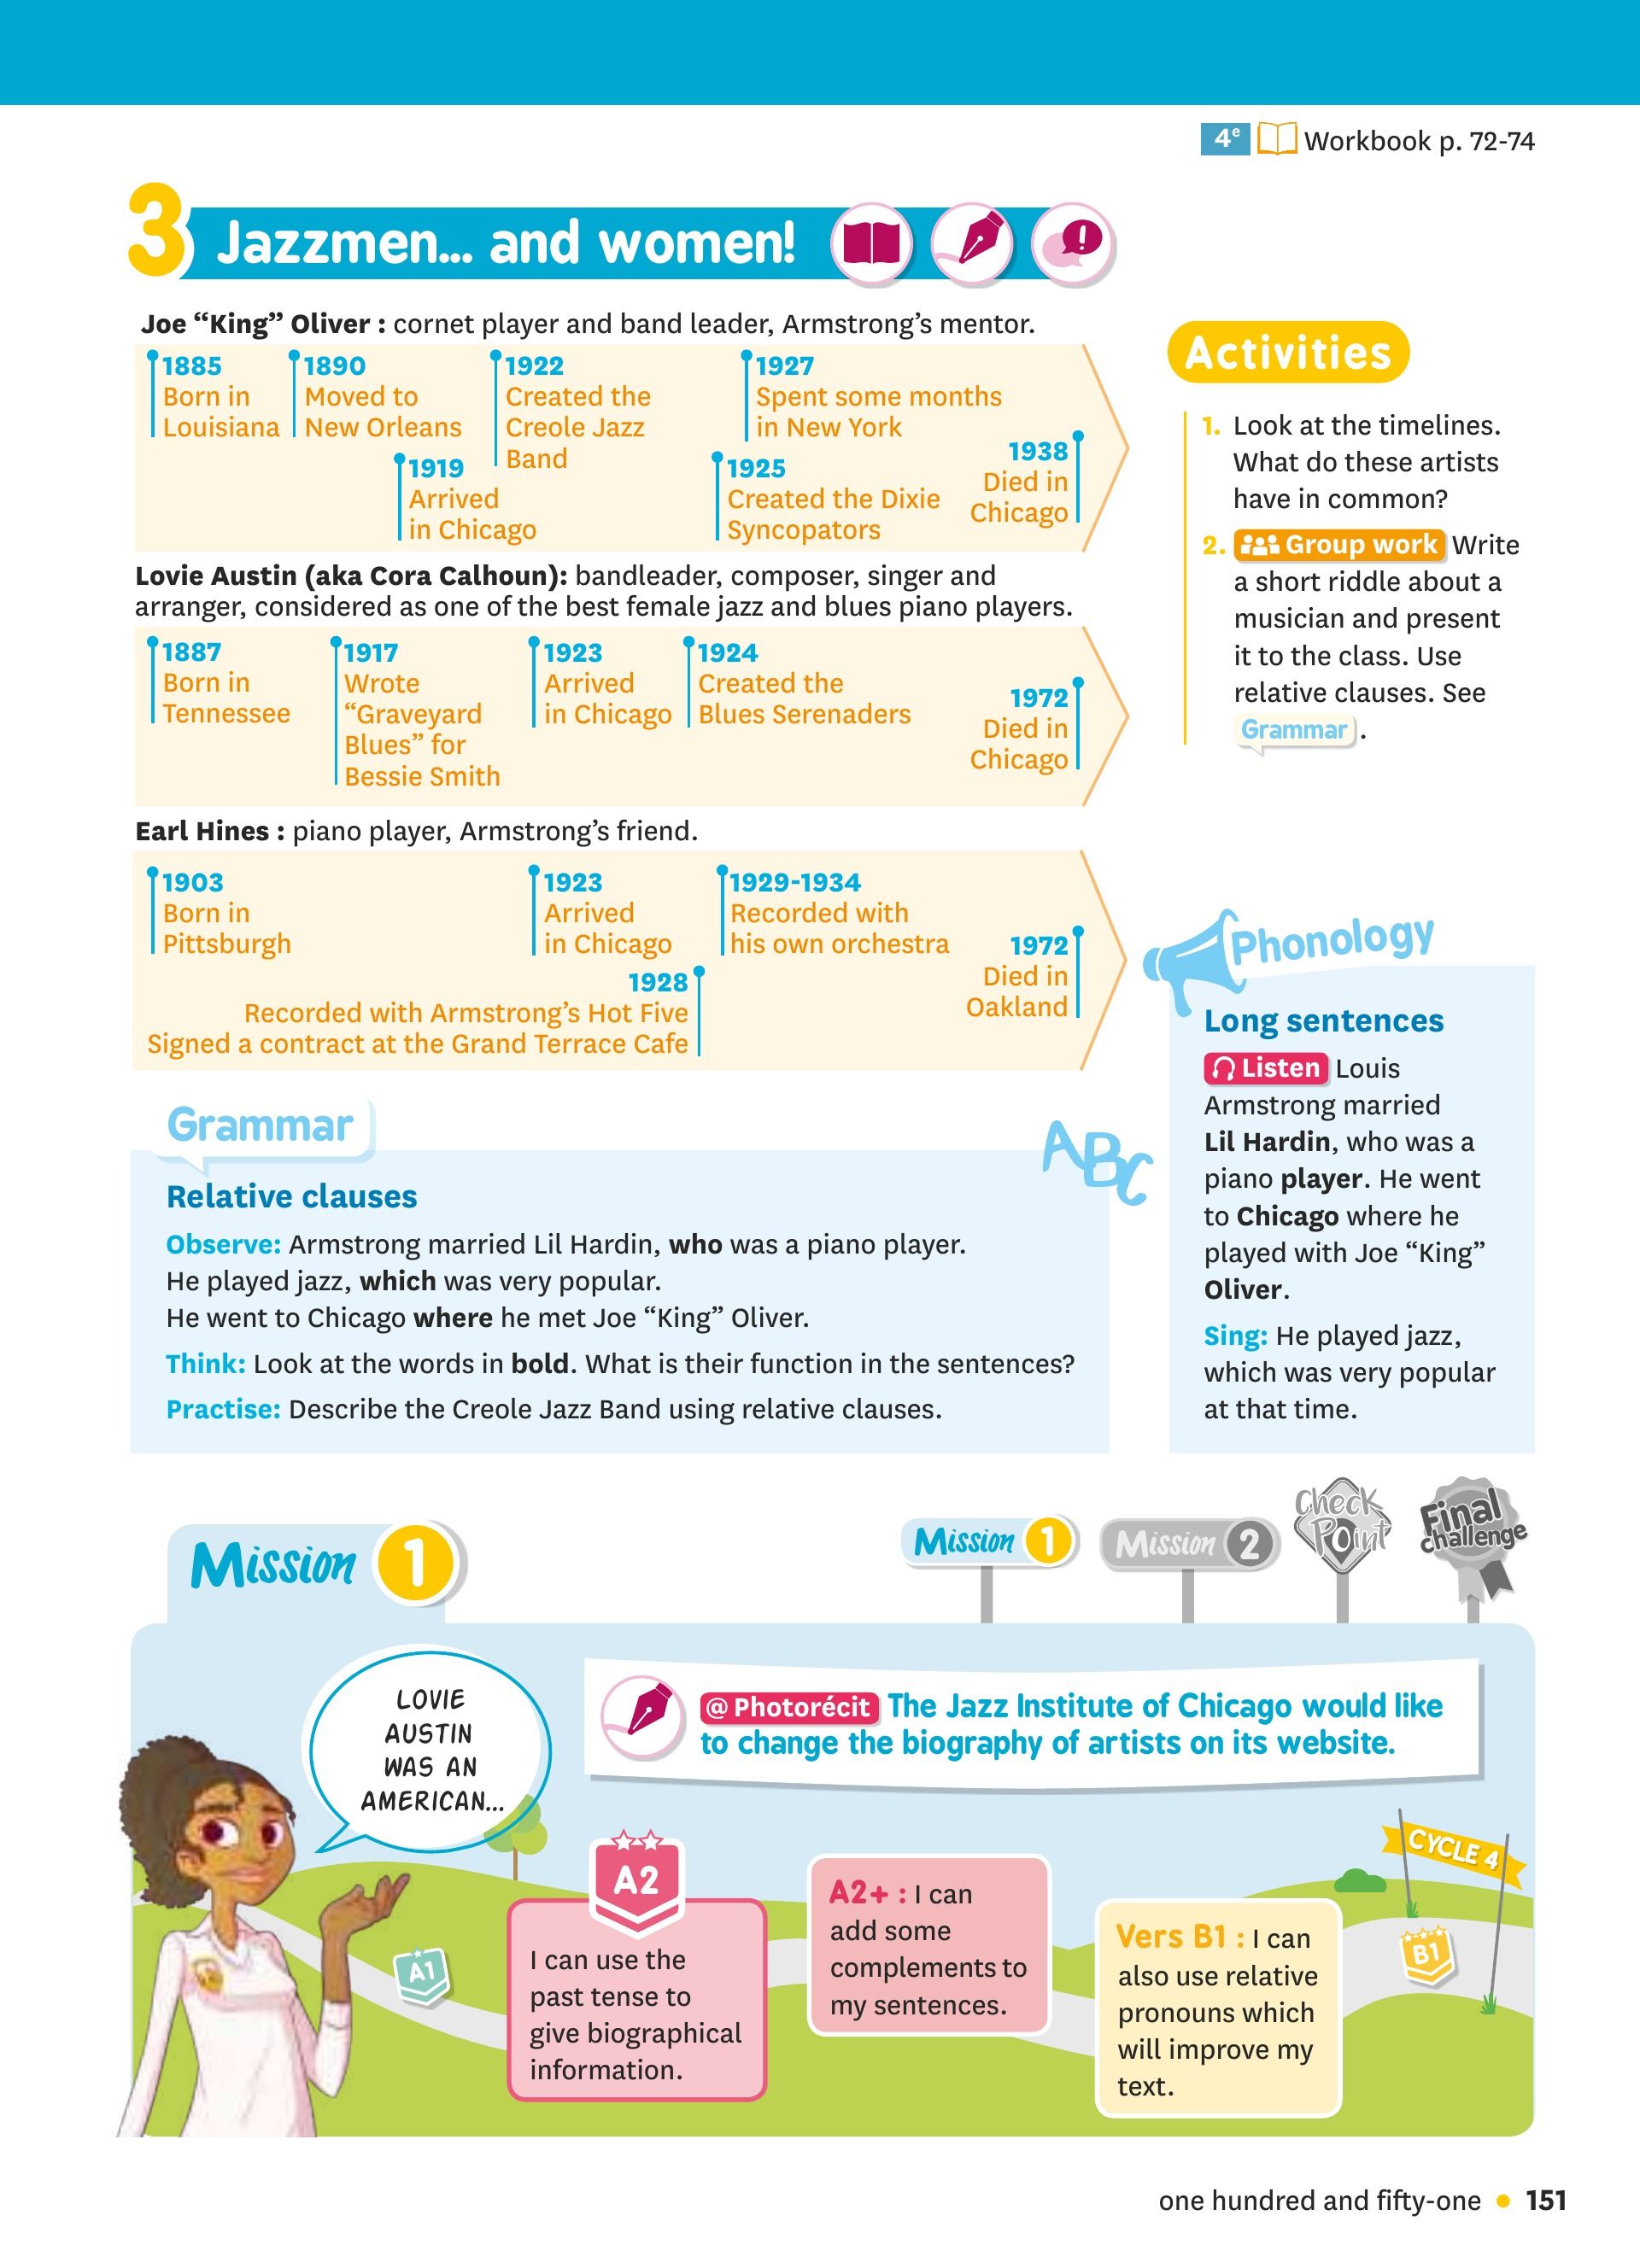 4e Workbook p. 72-74
3 Jazzmen... and women!
Joe “King” Oliver : cornet player and band leader, Armstrong’s mentor.
1885
Born in
Louisiana
1890
Moved to
New Orleans
1919
Arrived
in Chicago
1922
Created the
Creole Jazz
Band
1925
Created the Dixie
Syncopators
1927
Spent some months
in New York
1938
Died in
Chicago
Lovie Austin (aka Cora Calhoun): bandleader, composer, singer and
arranger, considered as one of the best female jazz and blues piano players.
1887
Born in
Tennessee
1917
Wrote
“Graveyard
Blues” for
Bessie Smith
1923
Arrived
in Chicago
1924
Created the
Blues Serenaders
1972
Died in
Chicago
Earl Hines : piano player, Armstrong’s friend.
1903
Born in
Pittsburgh
1923
Arrived
in Chicago
1928
Recorded with Armstrong’s Hot Five
Signed a contract at the Grand Terrace Cafe
1929-1934
Recorded with
his own orchestra
1972
Died in
Oakland
Activities
1. Look at the timelines.
What do these artists
have in common?
2. Group work Write
a short riddle about a
musician and present
it to the class. Use
relative clauses. See
Grammar .
Phonology
Long sentences
Listen Louis
Armstrong married
Lil Hardin, who was a
piano player. He went
to Chicago where he
played with Joe “King”
Oliver.
Sing: He played jazz,
which was very popular
at that time.
Grammar
ABC
Relative clauses
Observe: Armstrong married Lil Hardin, who was a piano player.
He played jazz, which was very popular.
He went to Chicago where he met Joe “King” Oliver.
Think: Look at the words in bold. What is their function in the sentences?
Practise: Describe the Creole Jazz Band using relative clauses.
Mission 1
Mission 1
Mission 2
Check
Point
Final
challenge
LOVIE
AUSTIN
WAS AN
AMERICAN...
@ Photorécit The Jazz Institute of Chicago would like
to change the biography of artists on its website.
A1
A2
I can use the
past tense to
give biographical
information.
A2+ : I can
add some
complements to
my sentences.
Vers B1 : I can
also use relative
pronouns which
will improve my
text.
CYCLE 4
B1
one hundred and fifty-one • 151